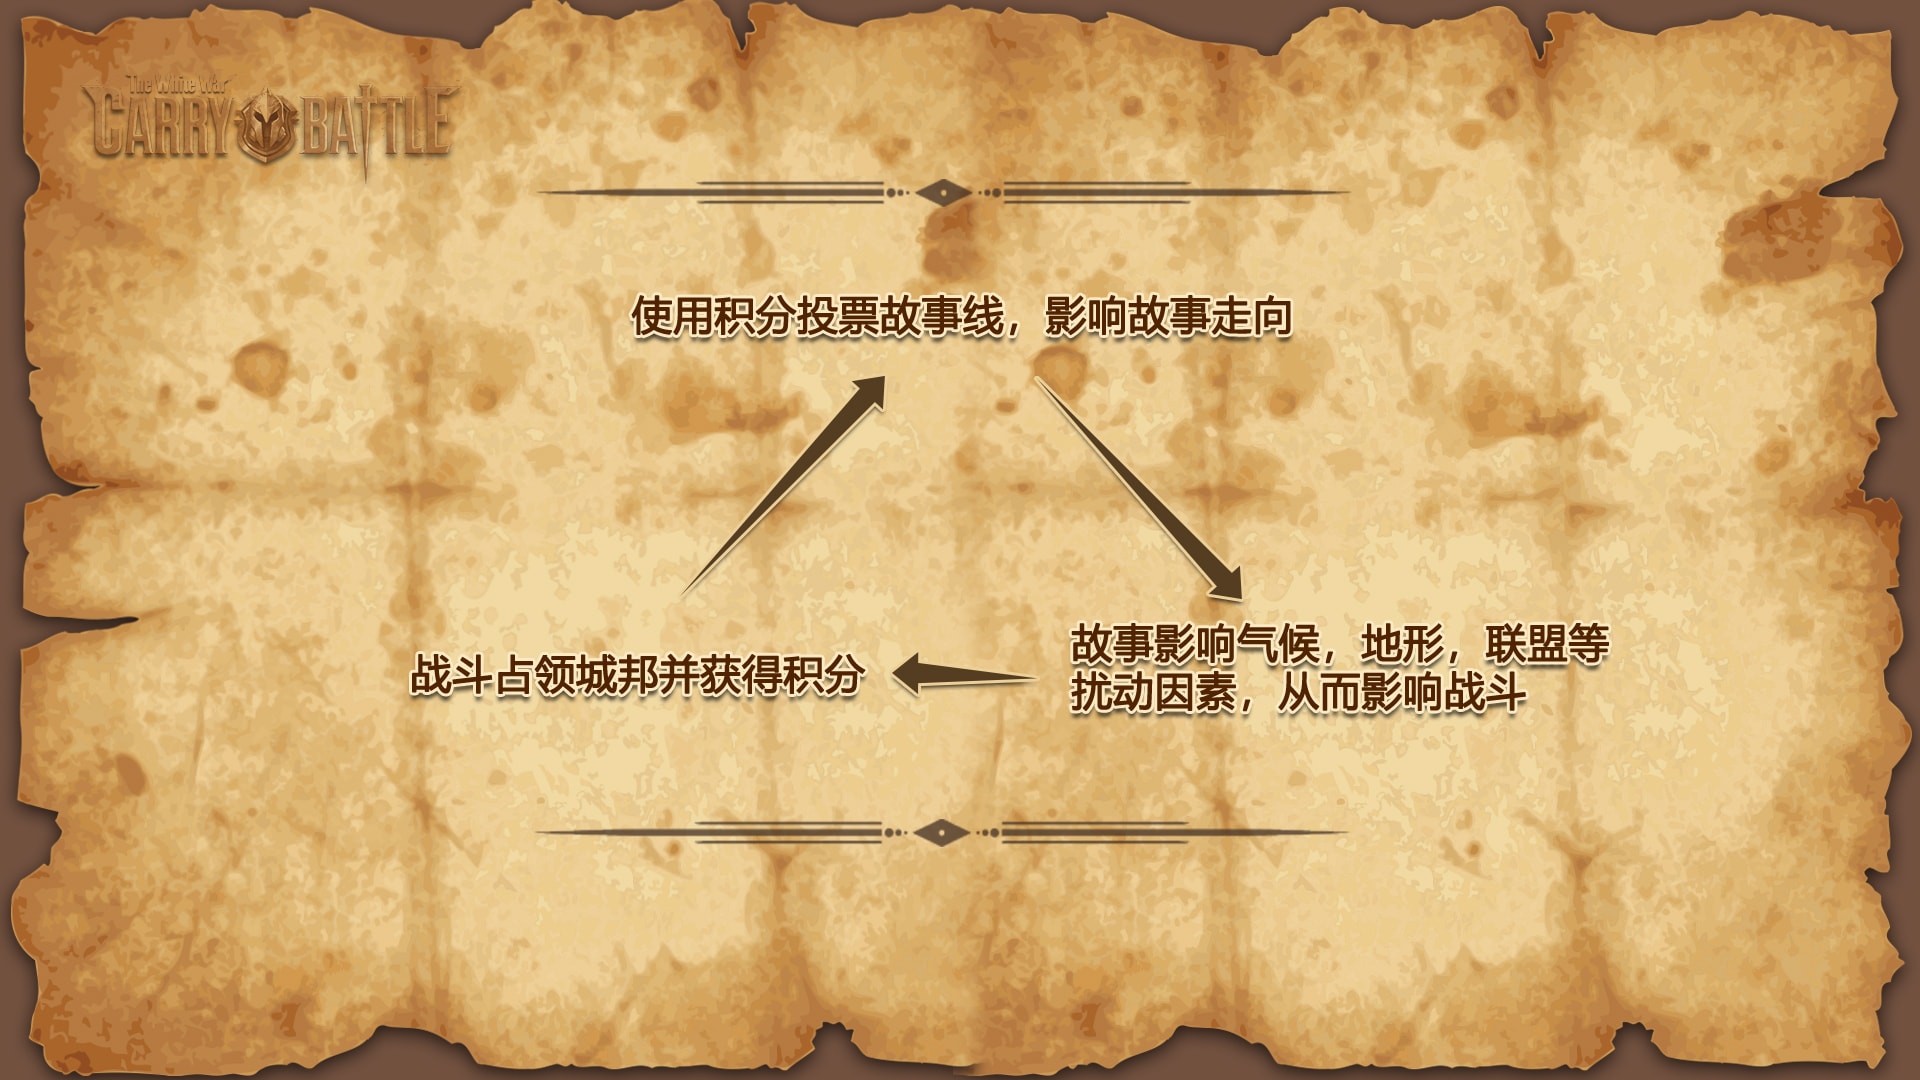 The White War
CARRY BATTLE
使用积分投票故事线，影响故事走向
故事影响气候，地形，联盟等
扰动因素，从而影响战斗
战斗占领城邦并获得积分